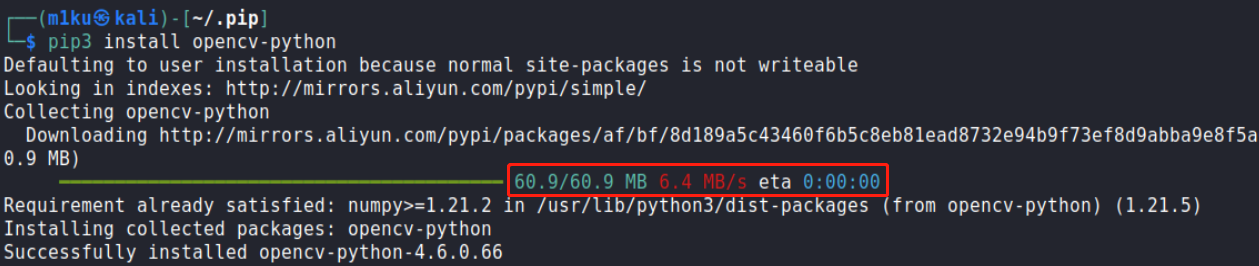 (m1ku㉿kali)-[~/.pip]
$ pip3 install opencv-python
Defaulting to user installation because normal site-packages is not writeable
Looking in indexes: http://mirrors.aliyun.com/pypi/simple/
Collecting opencv-python
Downloading http://mirrors.aliyun.com/pypi/packages/af/bf/8d189a5c43460f6b5c8eb81ead8732e94b9f73ef8d9abba9e8f5a
0.9 MB)
60.9/60.9 MB 6.4 MB/s eta 0:00:00
Requirement already satisfied: numpy>=1.21.2 in /usr/lib/python3/dist-packages (from opencv-python) (1.21.5)
Installing collected packages: opencv-python
Successfully installed opencv-python-4.6.0.66